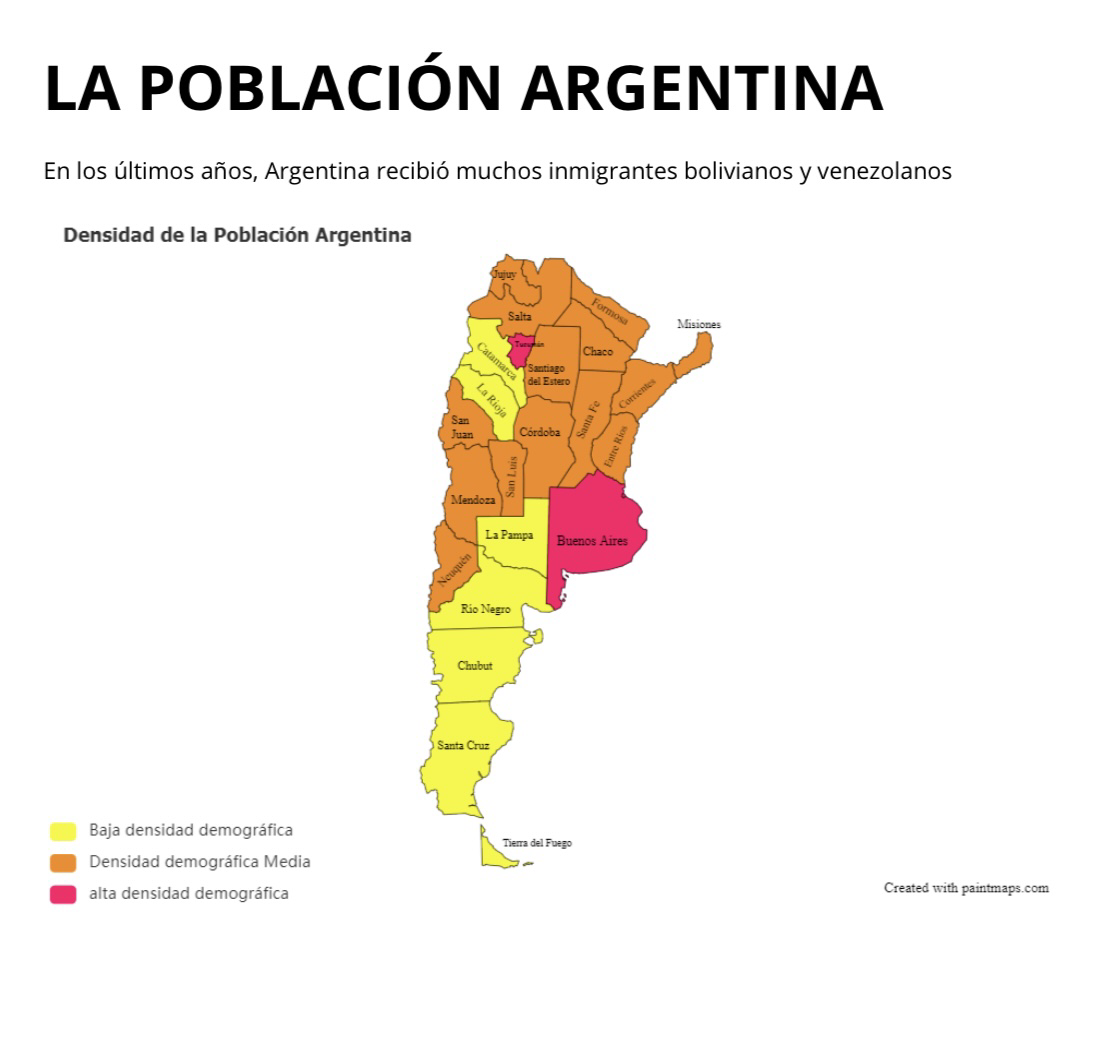 LA POBLACIÓN ARGENTINA
En los últimos años, Argentina recibió muchos inmigrantes bolivianos y venezolanos
Densidad de la Población Argentina
Jujuy
Salta
Formosa
Misiones
Tucumán
Chaco
Catamarca
Santiago
del Estero
La Rioja
Corrientes
Santa Fe
San
Juan
Córdoba
Entre Ríos
San Luis
Mendoza
La Pampa
Buenos Aires
Neuquén
Río Negro
Chubut
Santa Cruz
Tierra del Fuego
Baja densidad demográfica
Densidad demográfica Media
alta densidad demográfica
Created with paintmaps.com